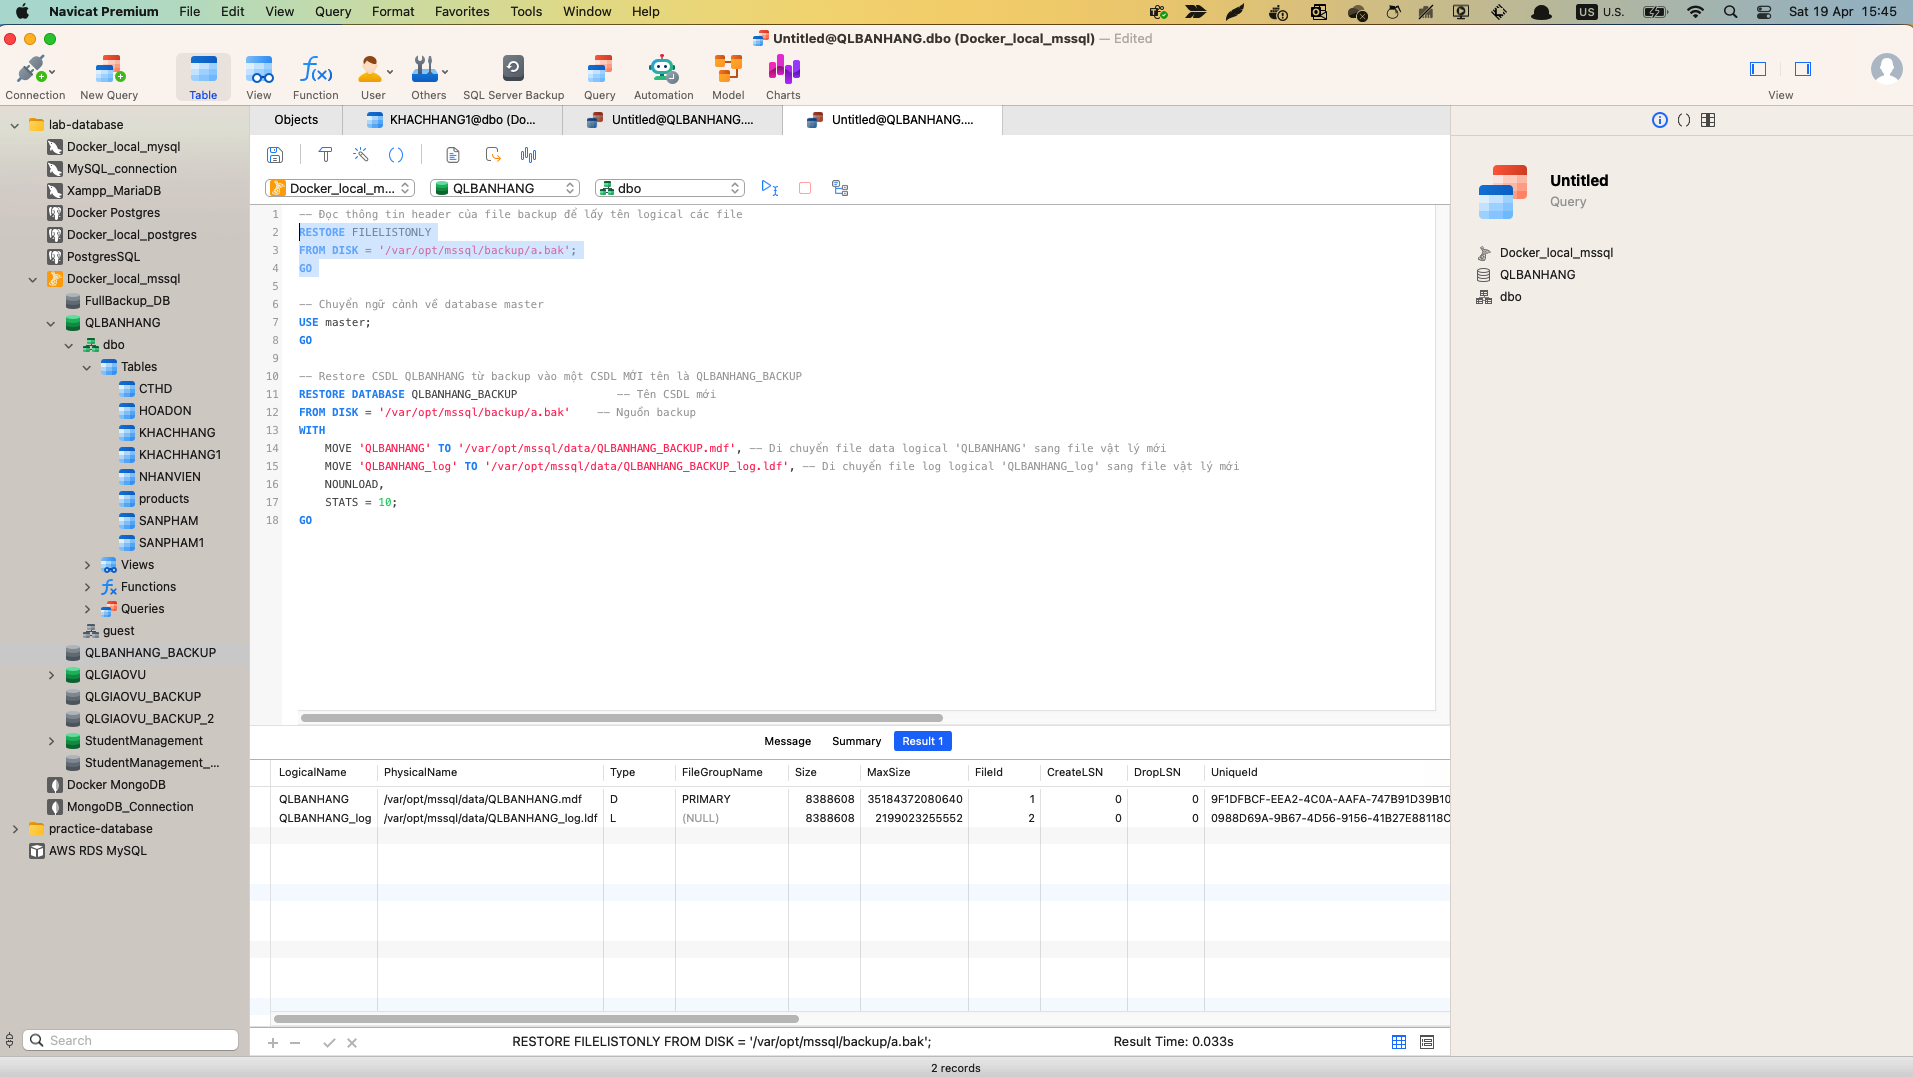 Navicat Premium File Edit View Query Format Favorites Tools Window Help US U.S. Sat 19 Apr 15:45
Untitled@QLBANHANG.dbo (Docker_local_mssql) — Edited
Connection New Query Table View Function User Others SQL Server Backup Query Automation Model Charts View
lab-database
Docker_local_mysql
MySQL_connection
Xampp_MariaDB
Docker Postgres
Docker_local_postgres
PostgresSQL
Docker_local_mssql
FullBackup_DB
QLBANHANG
dbo
Tables
CTHD
HOADON
KHACHHANG
KHACHHANG1
NHANVIEN
products
SANPHAM
SANPHAM1
Views
Functions
Queries
guest
QLBANHANG_BACKUP
QLGIAOVU
QLGIAOVU_BACKUP
QLGIAOVU_BACKUP_2
StudentManagement
StudentManagement_...
Docker MongoDB
MongoDB_Connection
practice-database
AWS RDS MySQL
Search
Objects KHACHHANG1@dbo (Do... Untitled@QLBANHANG.... Untitled@QLBANHANG....
Docker_local_m... QLBANHANG dbo
1 -- Đọc thông tin header của file backup để lấy tên logical các file
2 RESTORE FILELISTONLY
3 FROM DISK = '/var/opt/mssql/backup/a.bak';
4 GO
5
6 -- Chuyển ngữ cảnh về database master
7 USE master;
8 GO
9
10 -- Restore CSDL QLBANHANG từ backup vào một CSDL MỚI tên là QLBANHANG_BACKUP
11 RESTORE DATABASE QLBANHANG_BACKUP -- Tên CSDL mới
12 FROM DISK = '/var/opt/mssql/backup/a.bak' -- Nguồn backup
13 WITH
14 MOVE 'QLBANHANG' TO '/var/opt/mssql/data/QLBANHANG_BACKUP.mdf', -- Di chuyển file data logical 'QLBANHANG' sang file vật lý mới
15 MOVE 'QLBANHANG_log' TO '/var/opt/mssql/data/QLBANHANG_BACKUP_log.ldf', -- Di chuyển file log logical 'QLBANHANG_log' sang file vật lý mới
16 NOUNLOAD,
17 STATS = 10;
18 GO
Message Summary Result 1
LogicalName PhysicalName Type FileGroupName Size MaxSize FileId CreateLSN DropLSN UniqueId
QLBANHANG /var/opt/mssql/data/QLBANHANG.mdf D PRIMARY 8388608 35184372080640 1 0 0 9F1DFBCF-EEA2-4C0A-AAFA-747B91D39B10
QLBANHANG_log /var/opt/mssql/data/QLBANHANG_log.ldf L (NULL) 8388608 2199023255552 2 0 0 0988D69A-9B67-4D56-9156-41B27E88118C
RESTORE FILELISTONLY FROM DISK = '/var/opt/mssql/backup/a.bak'; Result Time: 0.033s
2 records
Untitled
Query
Docker_local_mssql
QLBANHANG
dbo